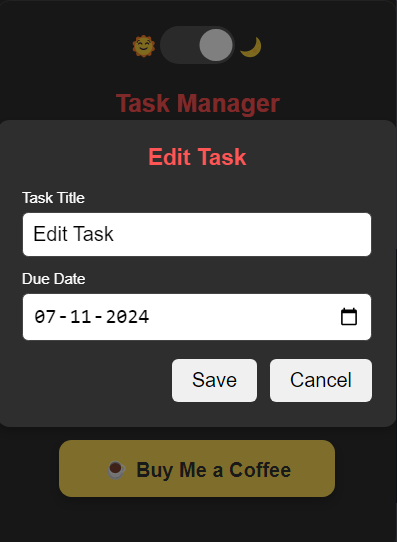 Task Manager
Edit Task
Task Title
Edit Task
Due Date
07-11-2024
Save Cancel
Buy Me a Coffee